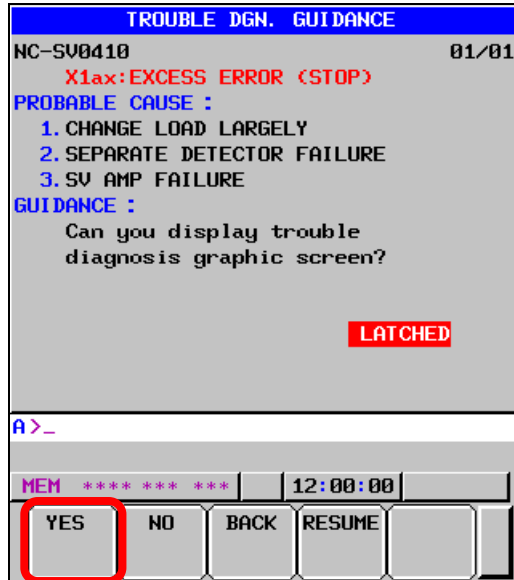 TROUBLE DGN. GUIDANCE
NC-SV0410 01/01
X1ax:EXCESS ERROR (STOP)
PROBABLE CAUSE :
1. CHANGE LOAD LARGELY
2. SEPARATE DETECTOR FAILURE
3. SV AMP FAILURE
GUIDANCE :
Can you display trouble
diagnosis graphic screen?
LATCHED
A>_
MEM **** *** *** 12:00:00
YES NO BACK RESUME